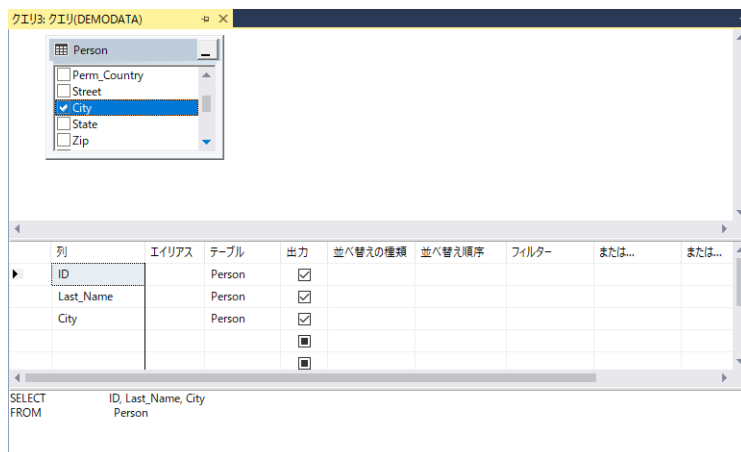 クエリ3: クエリ(DEMODATA)
Person
Perm_Country
Street
City
State
Zip
列 エイリアス テーブル 出力 並べ替えの種類 並べ替え順序 フィルター または... または...
ID Person
Last_Name Person
City Person
SELECT ID, Last_Name, City
FROM Person